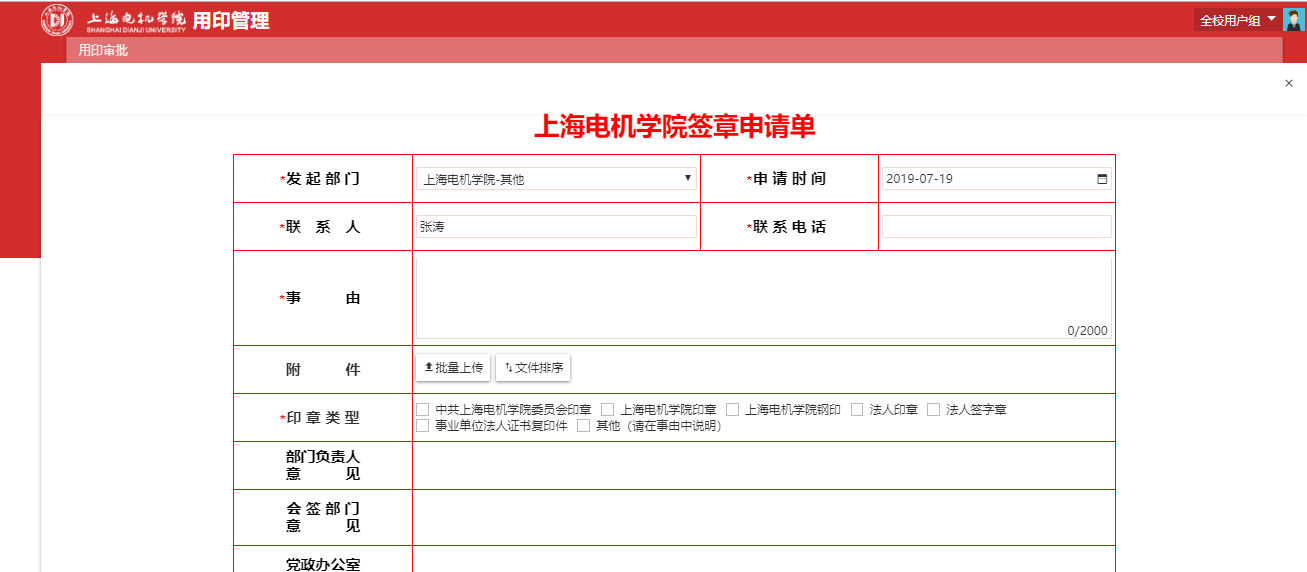 上海电机学院 用印管理
SHANGHAI DIANJI UNIVERSITY
全校用户组
用印审批
×
上海电机学院签章申请单
*发起部门 上海电机学院-其他 *申请时间 2019-07-19
*联系人 张涛 *联系电话
*事由
0/2000
附件 批量上传 文件排序
*印章类型 中共上海电机学院委员会印章 上海电机学院印章 上海电机学院钢印 法人印章 法人签字章
事业单位法人证书复印件 其他（请在事由中说明）
部门负责人
意见
会签部门
意见
党政办公室